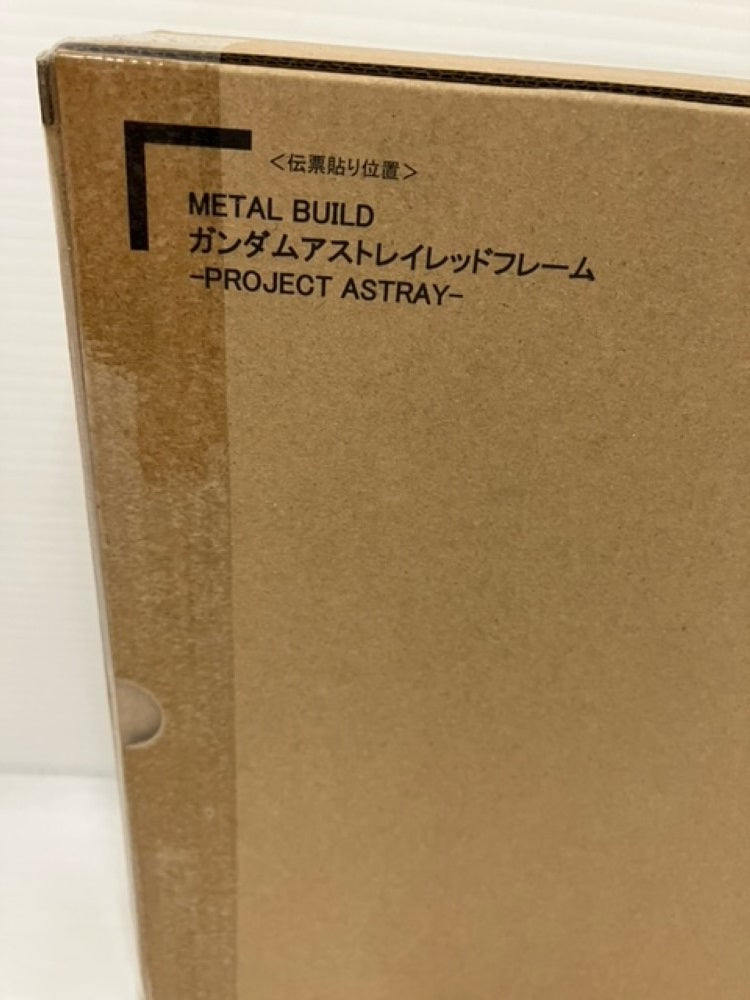 ＜伝票貼り位置＞
METAL BUILD
ガンダムアストレイレッドフレーム
-PROJECT ASTRAY-